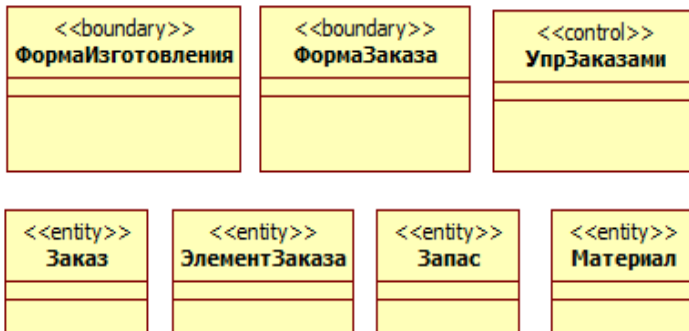 <<boundary>>
ФормаИзготовления
<<boundary>>
ФормаЗаказа
<<control>>
УпрЗаказами
<<entity>>
Заказ
<<entity>>
ЭлементЗаказа
<<entity>>
Запас
<<entity>>
Материал